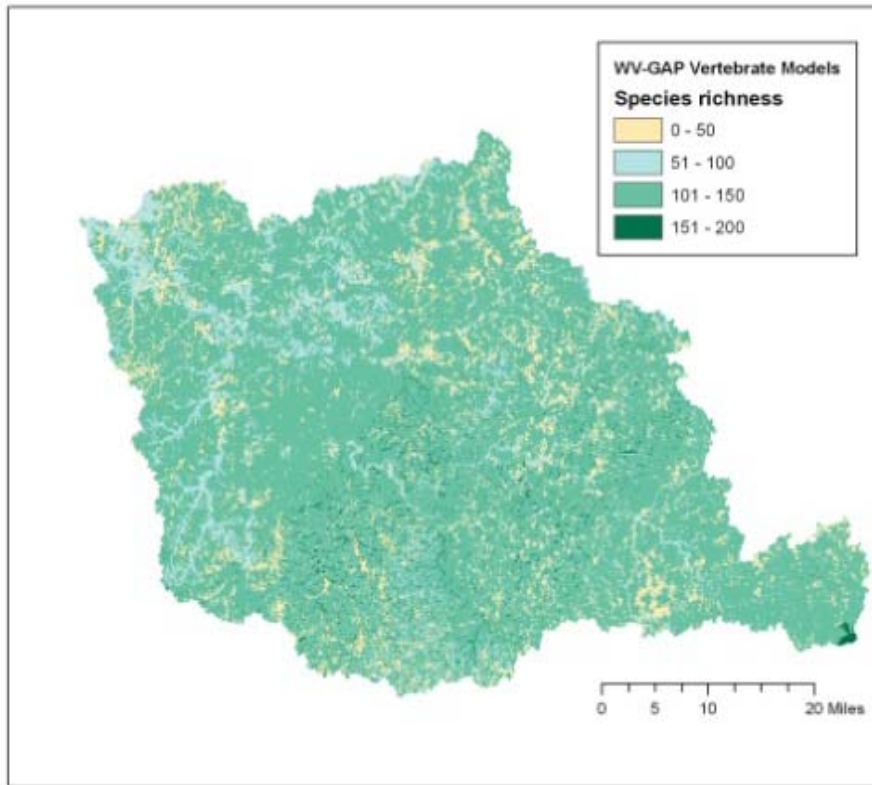 WV-GAP Vertebrate Models
Species richness
0 - 50
51 - 100
101 - 150
151 - 200
0 5 10 20 Miles